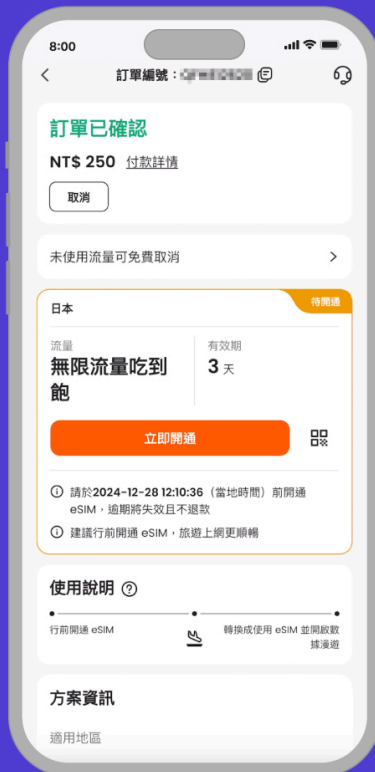 8:00
訂單編號：
訂單已確認
NT$ 250 付款詳情
取消
未使用流量可免費取消
日本
待開通
流量
無限流量吃到
飽
有效期
3 天
立即開通
請於2024-12-28 12:10:36（當地時間）前開通
eSIM，逾期將失效且不退款
建議行前開通 eSIM，旅遊上網更順暢
使用說明
行前開通 eSIM
轉換成使用 eSIM 並開啟數
據漫遊
方案資訊
適用地區